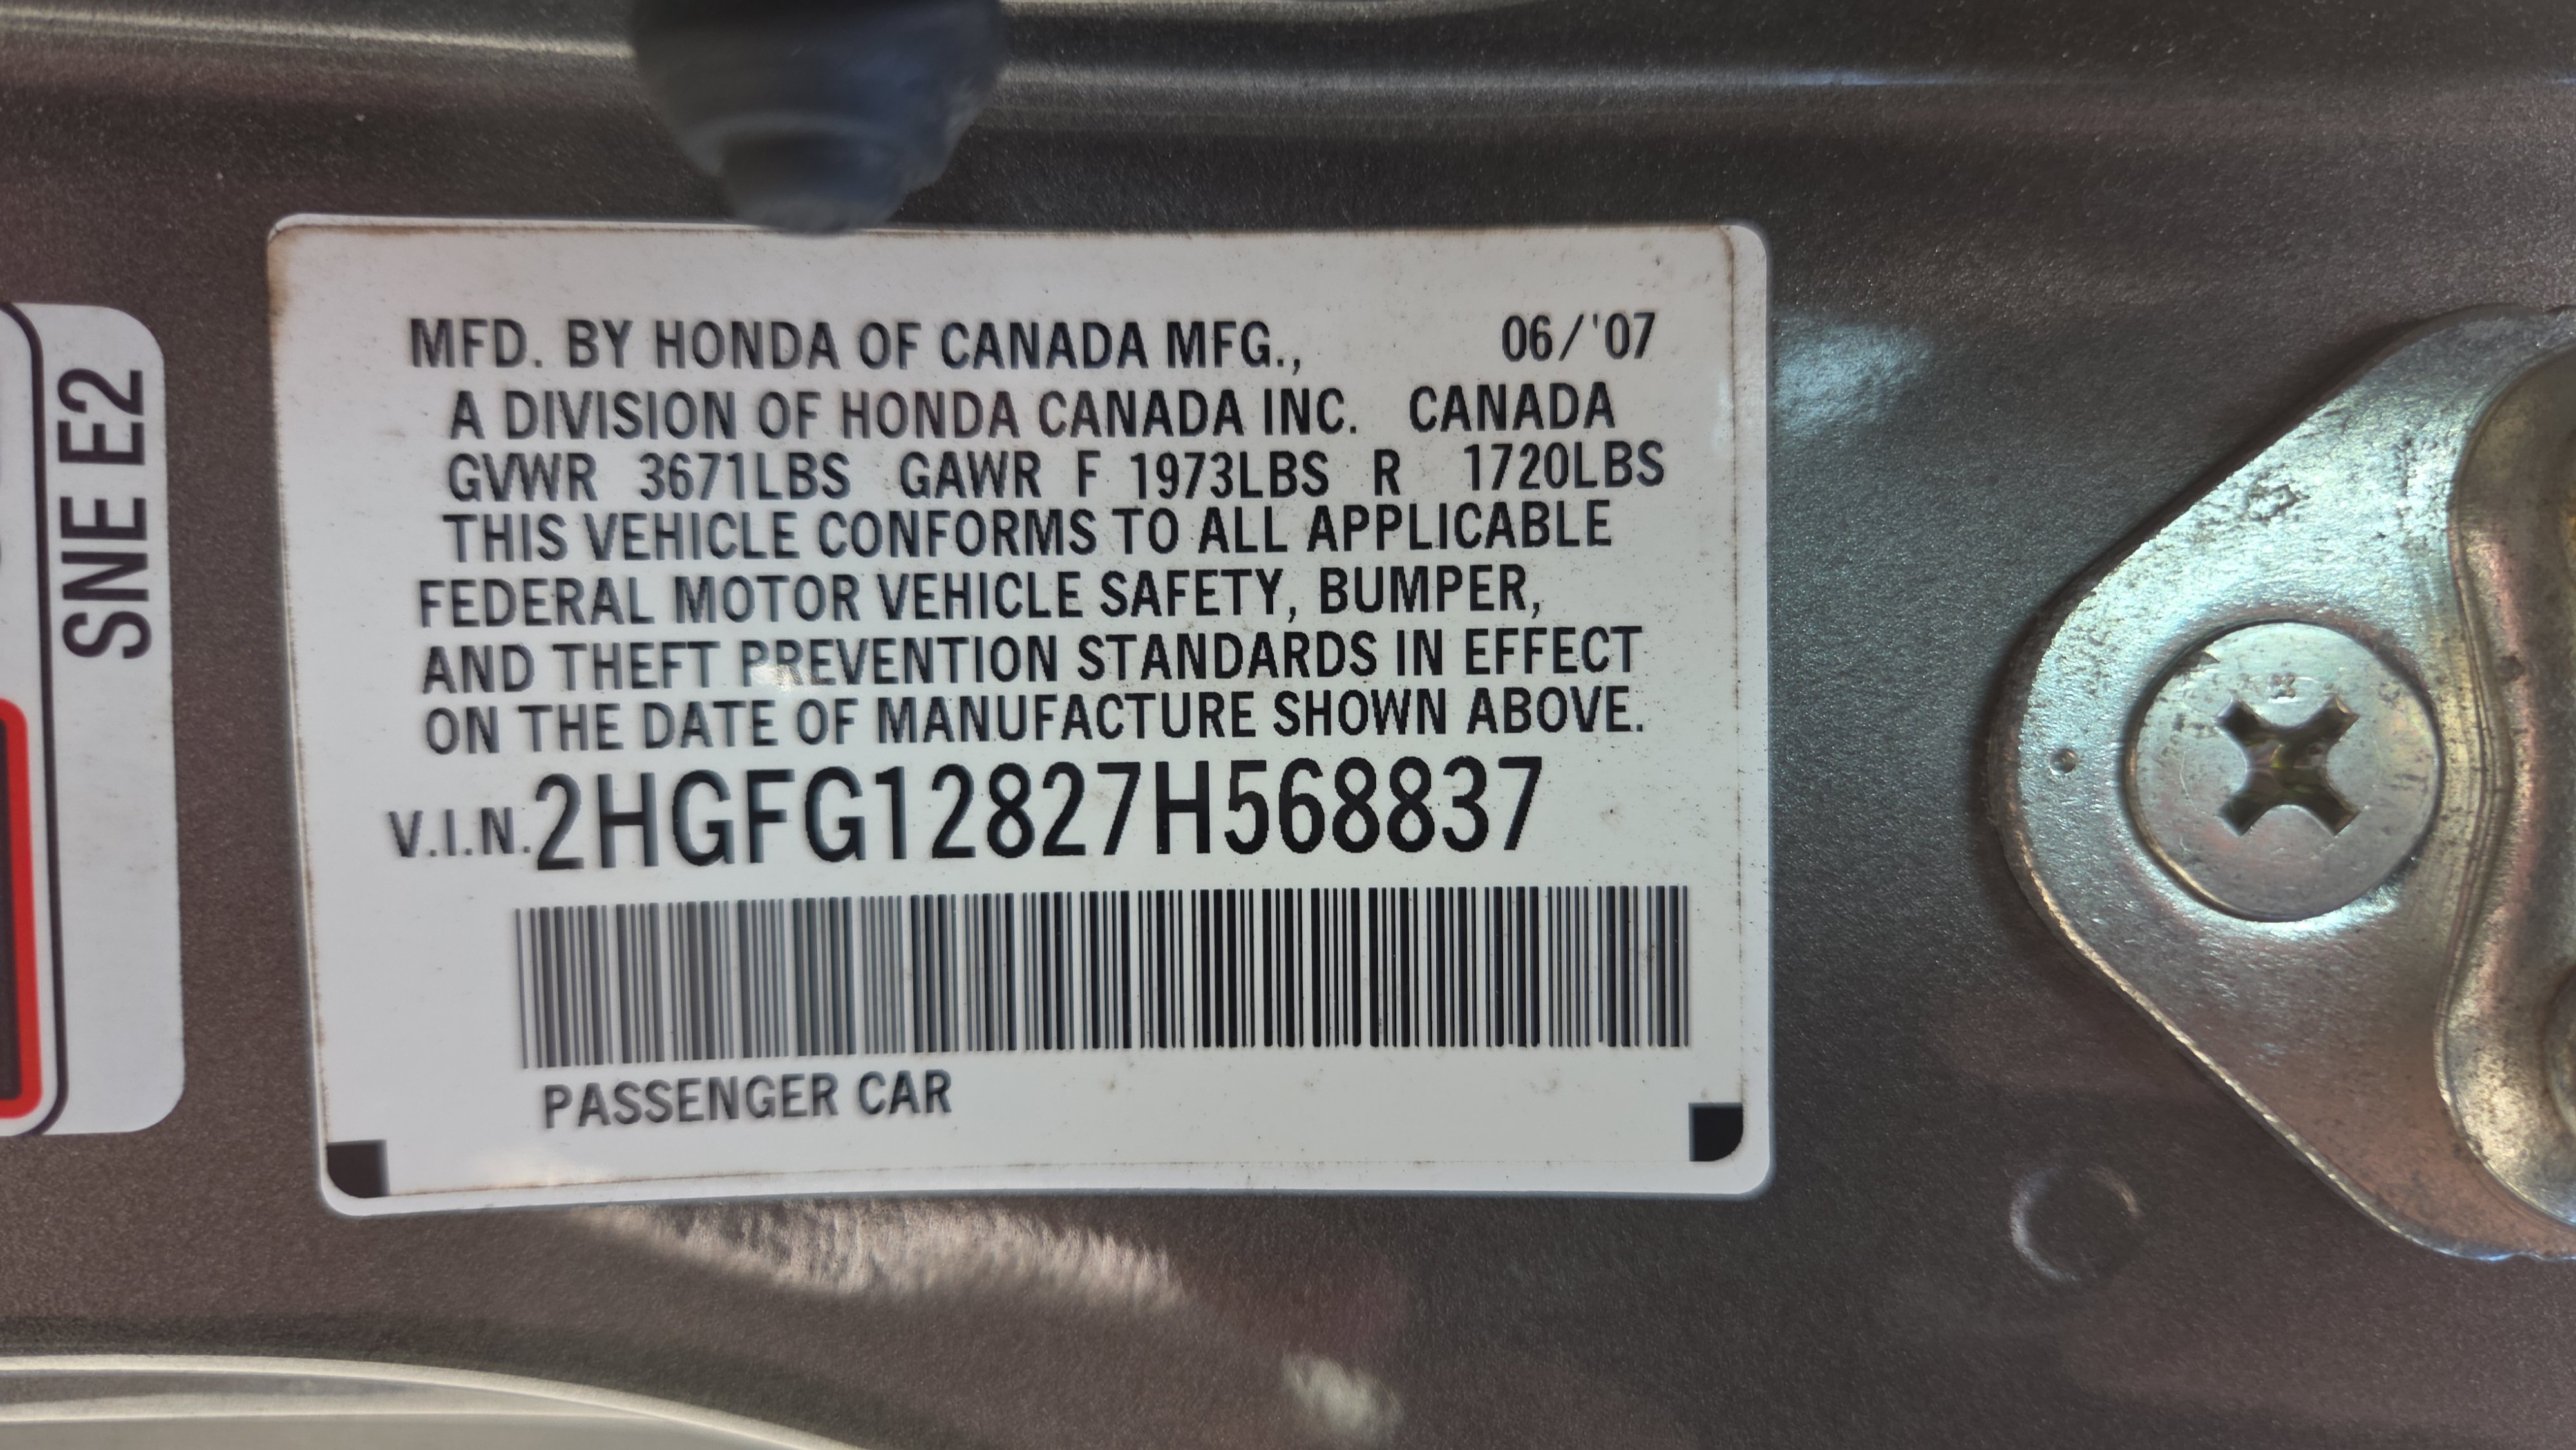 SNE E2
MFD. BY HONDA OF CANADA MFG., 06/'07
A DIVISION OF HONDA CANADA INC. CANADA
GVWR 3671LBS GAWR F 1973LBS R 1720LBS
THIS VEHICLE CONFORMS TO ALL APPLICABLE
FEDERAL MOTOR VEHICLE SAFETY, BUMPER,
AND THEFT PREVENTION STANDARDS IN EFFECT
ON THE DATE OF MANUFACTURE SHOWN ABOVE.
V.I.N. 2HGFG12827H568837
PASSENGER CAR